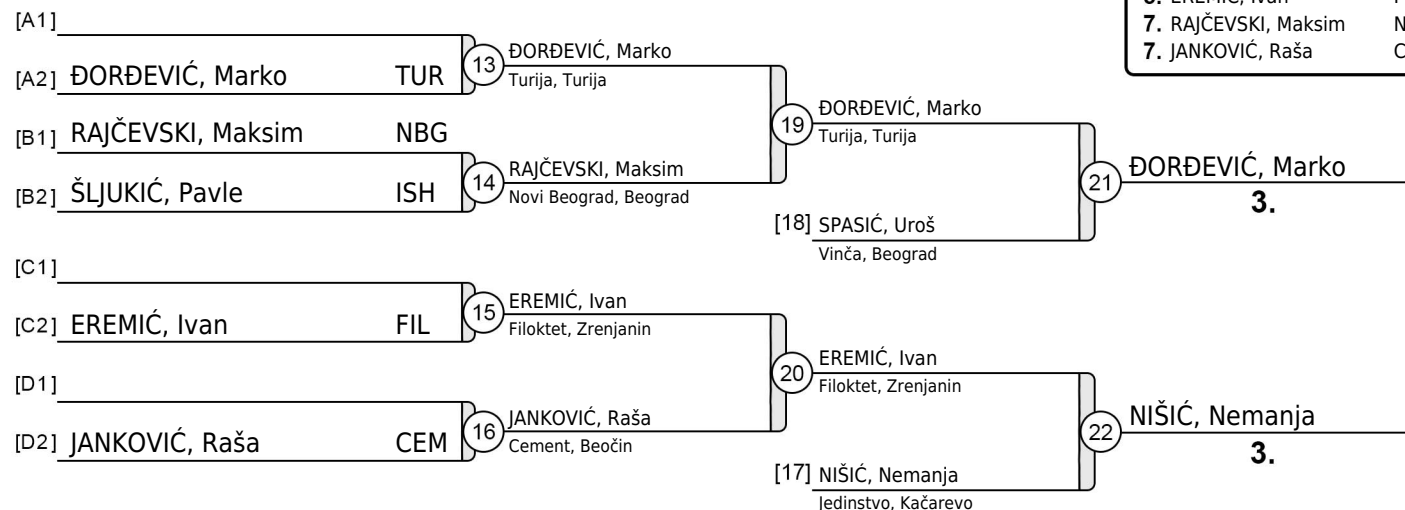 5. EREMIĆ, Ivan
7. RAJČEVSKI, Maksim N
7. JANKOVIĆ, Raša C
[A1]
[A2] ĐORĐEVIĆ, Marko TUR
13 ĐORĐEVIĆ, Marko
Turija, Turija
[B1] RAJČEVSKI, Maksim NBG
[B2] ŠLJUKIĆ, Pavle ISH
14 RAJČEVSKI, Maksim
Novi Beograd, Beograd
19 ĐORĐEVIĆ, Marko
Turija, Turija
[18] SPASIĆ, Uroš
Vinča, Beograd
21 ĐORĐEVIĆ, Marko
3.
[C1]
[C2] EREMIĆ, Ivan FIL
15 EREMIĆ, Ivan
Filoktet, Zrenjanin
[D1]
[D2] JANKOVIĆ, Raša CEM
16 JANKOVIĆ, Raša
Cement, Beočin
20 EREMIĆ, Ivan
Filoktet, Zrenjanin
[17] NIŠIĆ, Nemanja
Jedinstvo, Kačarevo
22 NIŠIĆ, Nemanja
3.